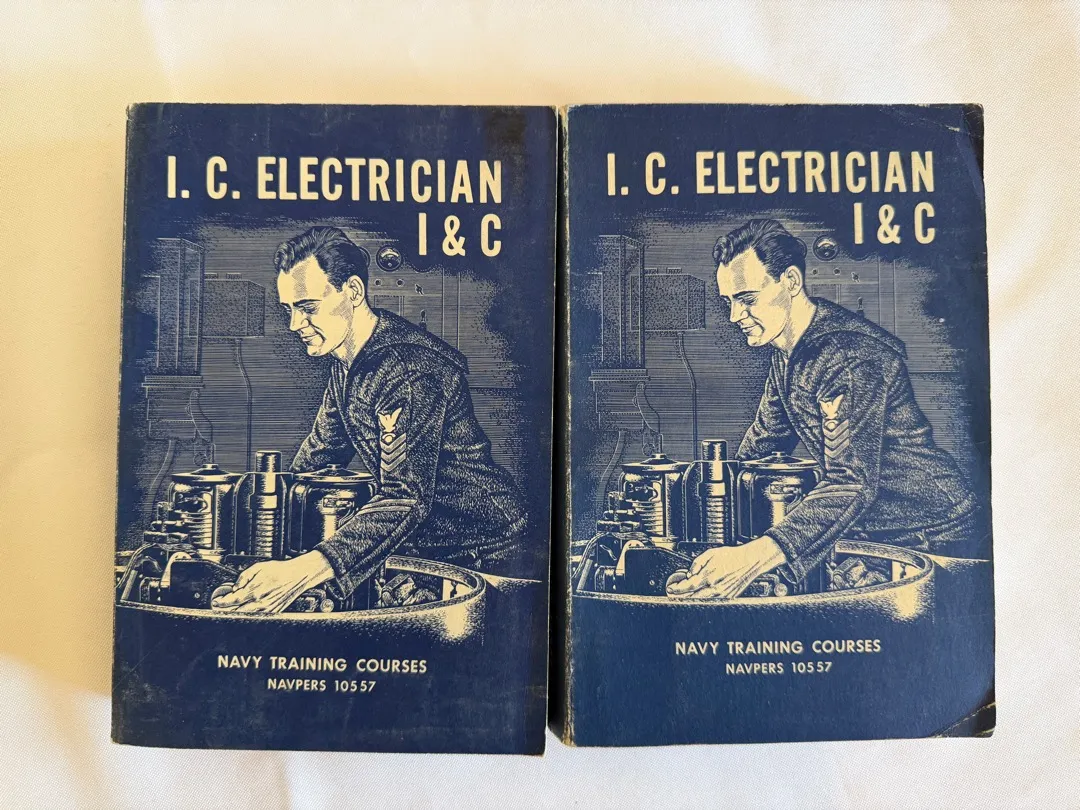 I. C. ELECTRICIAN
I & C
NAVY TRAINING COURSES
NAVPERS 10557
I. C. ELECTRICIAN
I & C
NAVY TRAINING COURSES
NAVPERS 10557